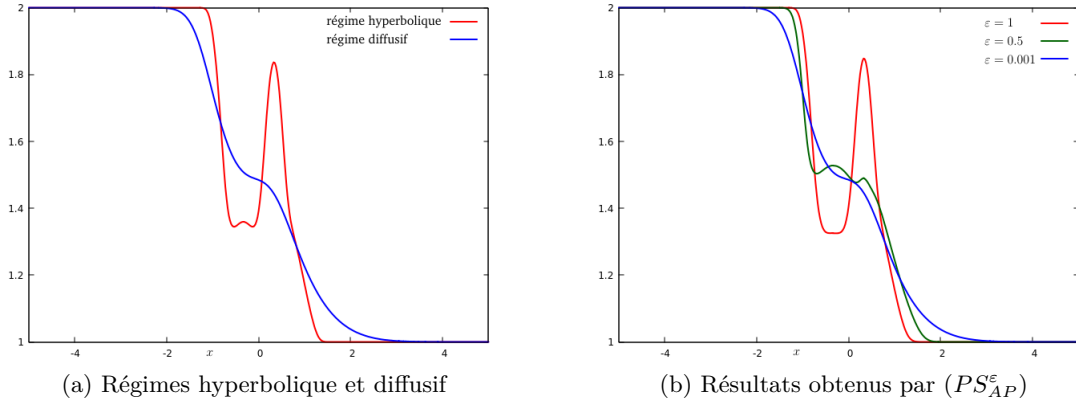 2
1.8
1.6
1.4
1.2
1
-4
-2
x
0
2
4
régime hyperbolique
régime diffusif
(a) Régimes hyperbolique et diffusif
2
1.8
1.6
1.4
1.2
1
-4
-2
x
0
2
4
ε = 1
ε = 0.5
ε = 0.001
(b) Résultats obtenus par (PS^ε_AP)